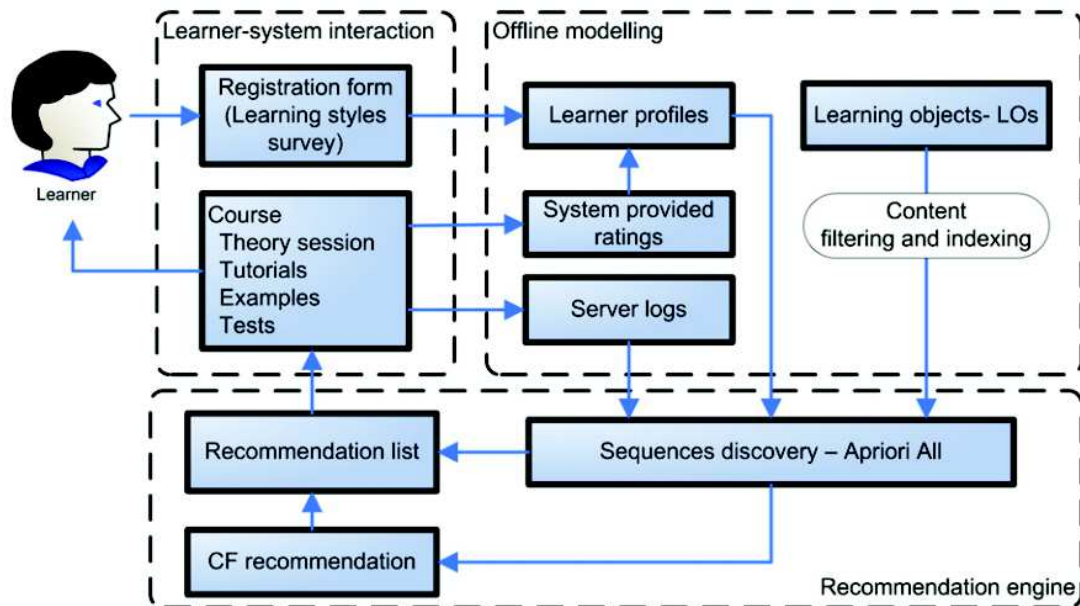 Learner-system interaction
Registration form
(Learning styles
survey)
Learner
Course
Theory session
Tutorials
Examples
Tests
Offline modelling
Learner profiles
System provided
ratings
Server logs
Learning objects- LOs
Content
filtering and indexing
Recommendation list
Sequences discovery – Apriori All
CF recommendation
Recommendation engine